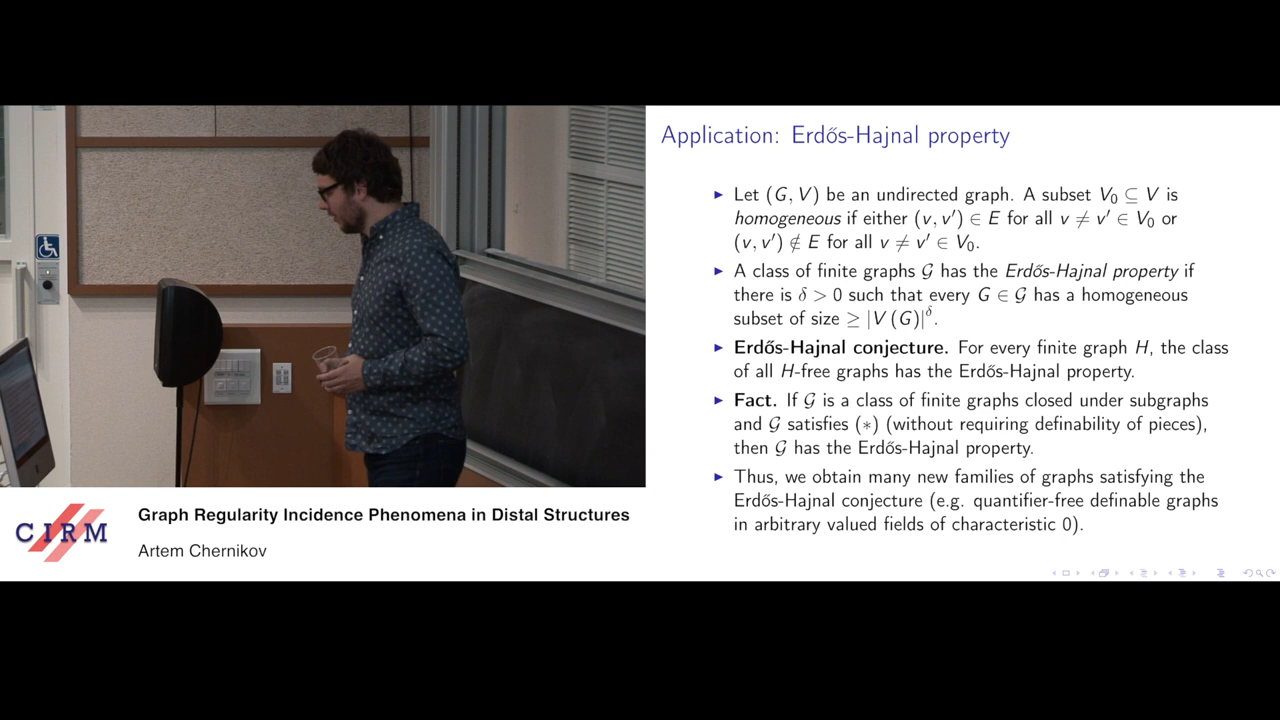 Application: Erdős-Hajnal property
▶ Let (G, V) be an undirected graph. A subset V₀ ⊆ V is
homogeneous if either (v, v′) ∈ E for all v ≠ v′ ∈ V₀ or
(v, v′) ∉ E for all v ≠ v′ ∈ V₀.
▶ A class of finite graphs 𝒢 has the Erdős-Hajnal property if
there is δ > 0 such that every G ∈ 𝒢 has a homogeneous
subset of size ≥ |V (G)|^δ.
▶ Erdős-Hajnal conjecture. For every finite graph H, the class
of all H-free graphs has the Erdős-Hajnal property.
▶ Fact. If 𝒢 is a class of finite graphs closed under subgraphs
and 𝒢 satisfies (∗) (without requiring definability of pieces),
then 𝒢 has the Erdős-Hajnal property.
▶ Thus, we obtain many new families of graphs satisfying the
Erdős-Hajnal conjecture (e.g. quantifier-free definable graphs
in arbitrary valued fields of characteristic 0).
CIRM
Graph Regularity Incidence Phenomena in Distal Structures
Artem Chernikov